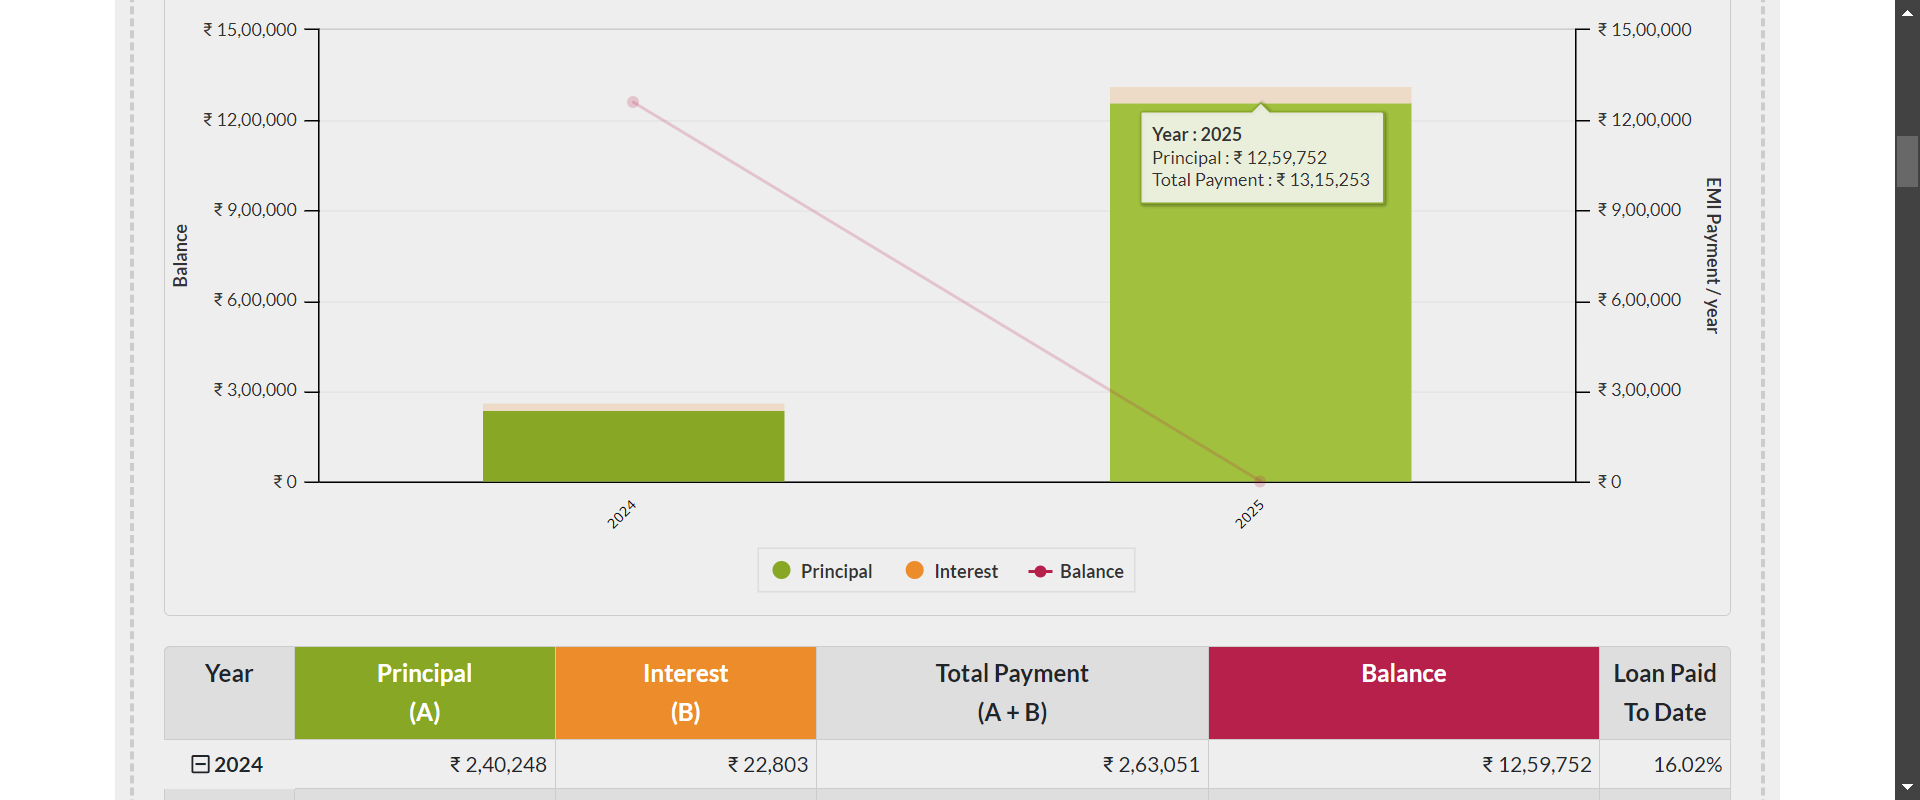 ₹ 15,00,000
₹ 12,00,000
₹ 9,00,000
₹ 6,00,000
₹ 3,00,000
₹ 0
Balance
₹ 15,00,000
₹ 12,00,000
₹ 9,00,000
₹ 6,00,000
₹ 3,00,000
₹ 0
EMI Payment / year
Year : 2025
Principal : ₹ 12,59,752
Total Payment : ₹ 13,15,253
2024
2025
Principal Interest Balance
Year Principal Interest Total Payment Balance Loan Paid
(A) (B) (A + B) To Date
2024 ₹ 2,40,248 ₹ 22,803 ₹ 2,63,051 ₹ 12,59,752 16.02%